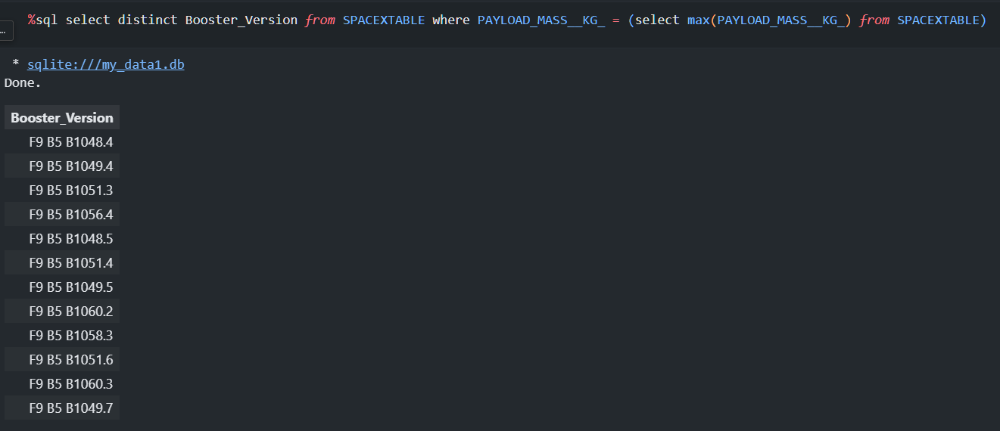 %sql select distinct Booster_Version from SPACEXTABLE where PAYLOAD_MASS__KG_ = (select max(PAYLOAD_MASS__KG_) from SPACEXTABLE)
...
* sqlite:///my_data1.db
Done.
Booster_Version
F9 B5 B1048.4
F9 B5 B1049.4
F9 B5 B1051.3
F9 B5 B1056.4
F9 B5 B1048.5
F9 B5 B1051.4
F9 B5 B1049.5
F9 B5 B1060.2
F9 B5 B1058.3
F9 B5 B1051.6
F9 B5 B1060.3
F9 B5 B1049.7